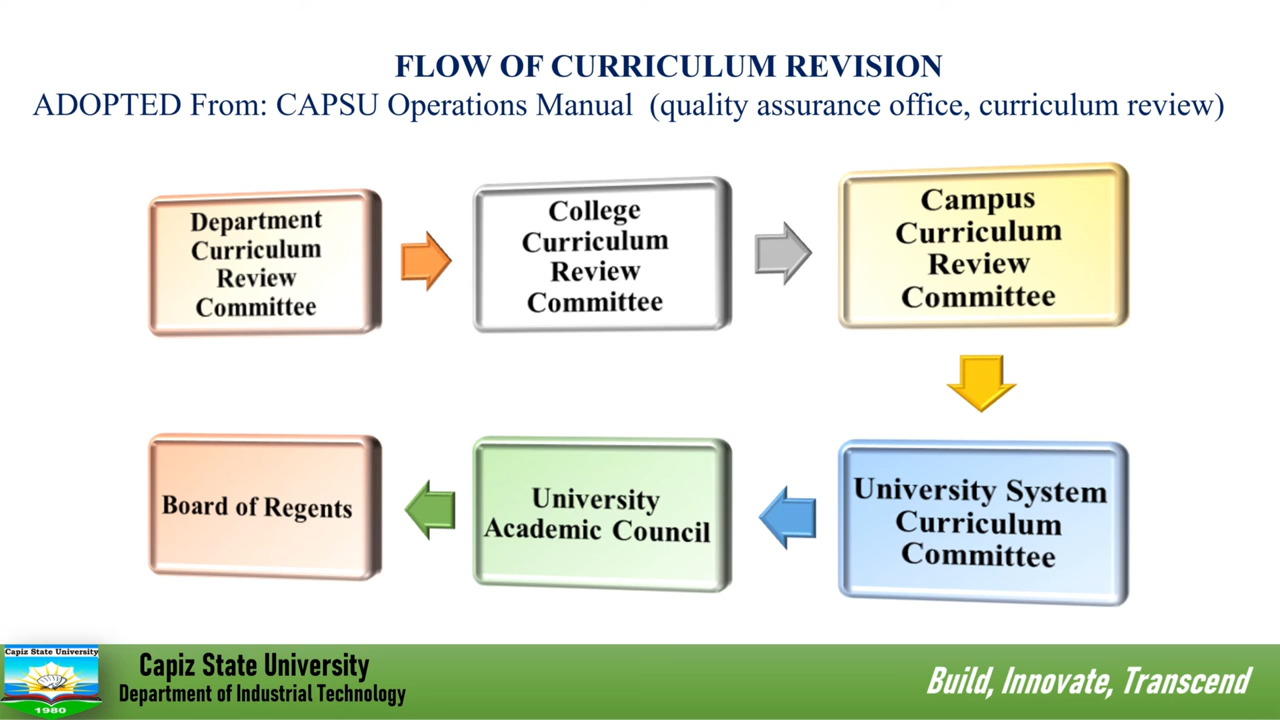 FLOW OF CURRICULUM REVISION
ADOPTED From: CAPSU Operations Manual (quality assurance office, curriculum review)
Department
Curriculum
Review
Committee
College
Curriculum
Review
Committee
Campus
Curriculum
Review
Committee
University System
Curriculum
Committee
University
Academic Council
Board of Regents
Capiz State University
1980
Capiz State University
Department of Industrial Technology
Build, Innovate, Transcend